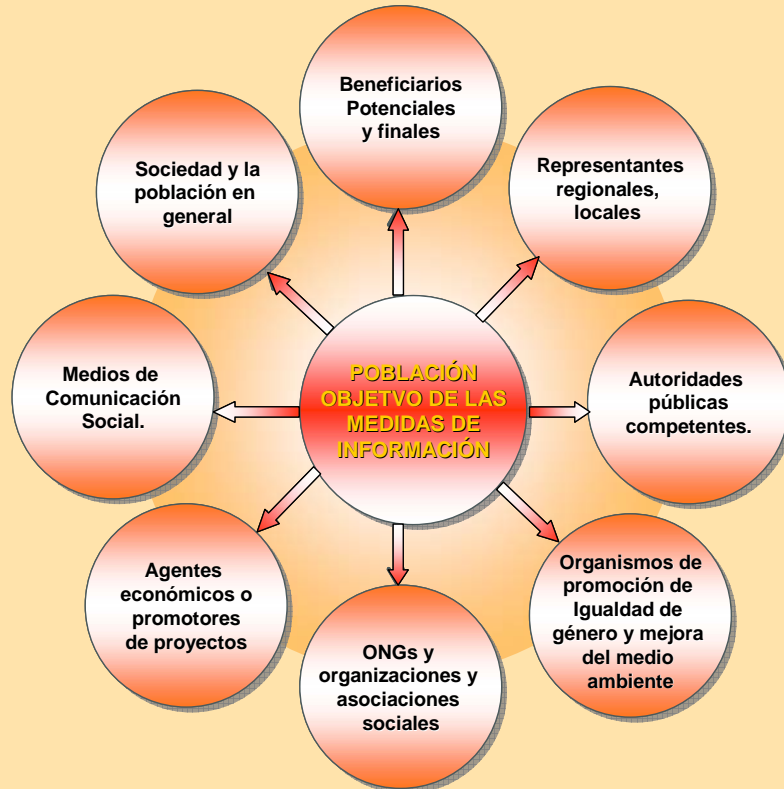 Beneficiarios
Potenciales
y finales
Representantes
regionales,
locales
Autoridades
públicas
competentes.
Organismos de
promoción de
Igualdad de
género y mejora
del medio
ambiente
ONGs y
organizaciones y
asociaciones
sociales
Agentes
económicos o
promotores
de proyectos
Medios de
Comunicación
Social.
Sociedad y la
población en
general
POBLACIÓN
OBJETVO DE LAS
MEDIDAS DE
INFORMACIÓN